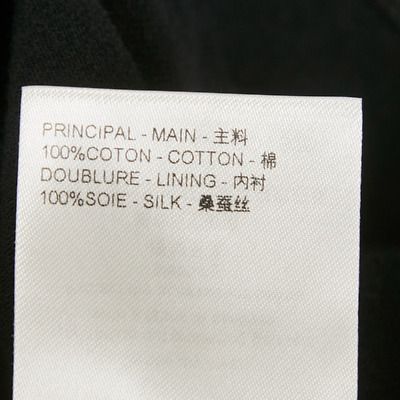 PRINCIPAL - MAIN - 主料
100%COTON - COTTON - 棉
DOUBLURE - LINING - 内衬
100%SOIE - SILK - 桑蚕丝